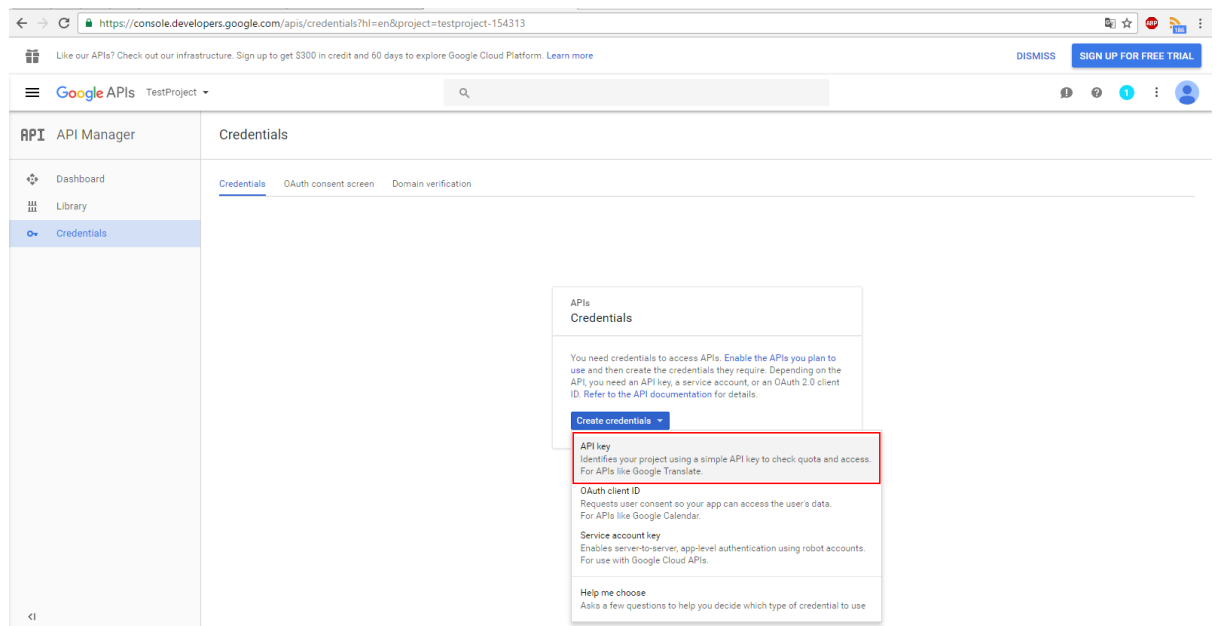 https://console.developers.google.com/apis/credentials?hl=en&project=testproject-154313
ABP
186
Like our APIs? Check out our infrastructure. Sign up to get $300 in credit and 60 days to explore Google Cloud Platform. Learn more
DISMISS
SIGN UP FOR FREE TRIAL
Google APIs TestProject
1
API API Manager
Credentials
Dashboard
Library
Credentials
Credentials OAuth consent screen Domain verification
APIs
Credentials
You need credentials to access APIs. Enable the APIs you plan to
use and then create the credentials they require. Depending on the
API, you need an API key, a service account, or an OAuth 2.0 client
ID. Refer to the API documentation for details.
Create credentials
API key
Identifies your project using a simple API key to check quota and access.
For APIs like Google Translate.
OAuth client ID
Requests user consent so your app can access the user's data.
For APIs like Google Calendar.
Service account key
Enables server-to-server, app-level authentication using robot accounts.
For use with Google Cloud APIs.
Help me choose
Asks a few questions to help you decide which type of credential to use